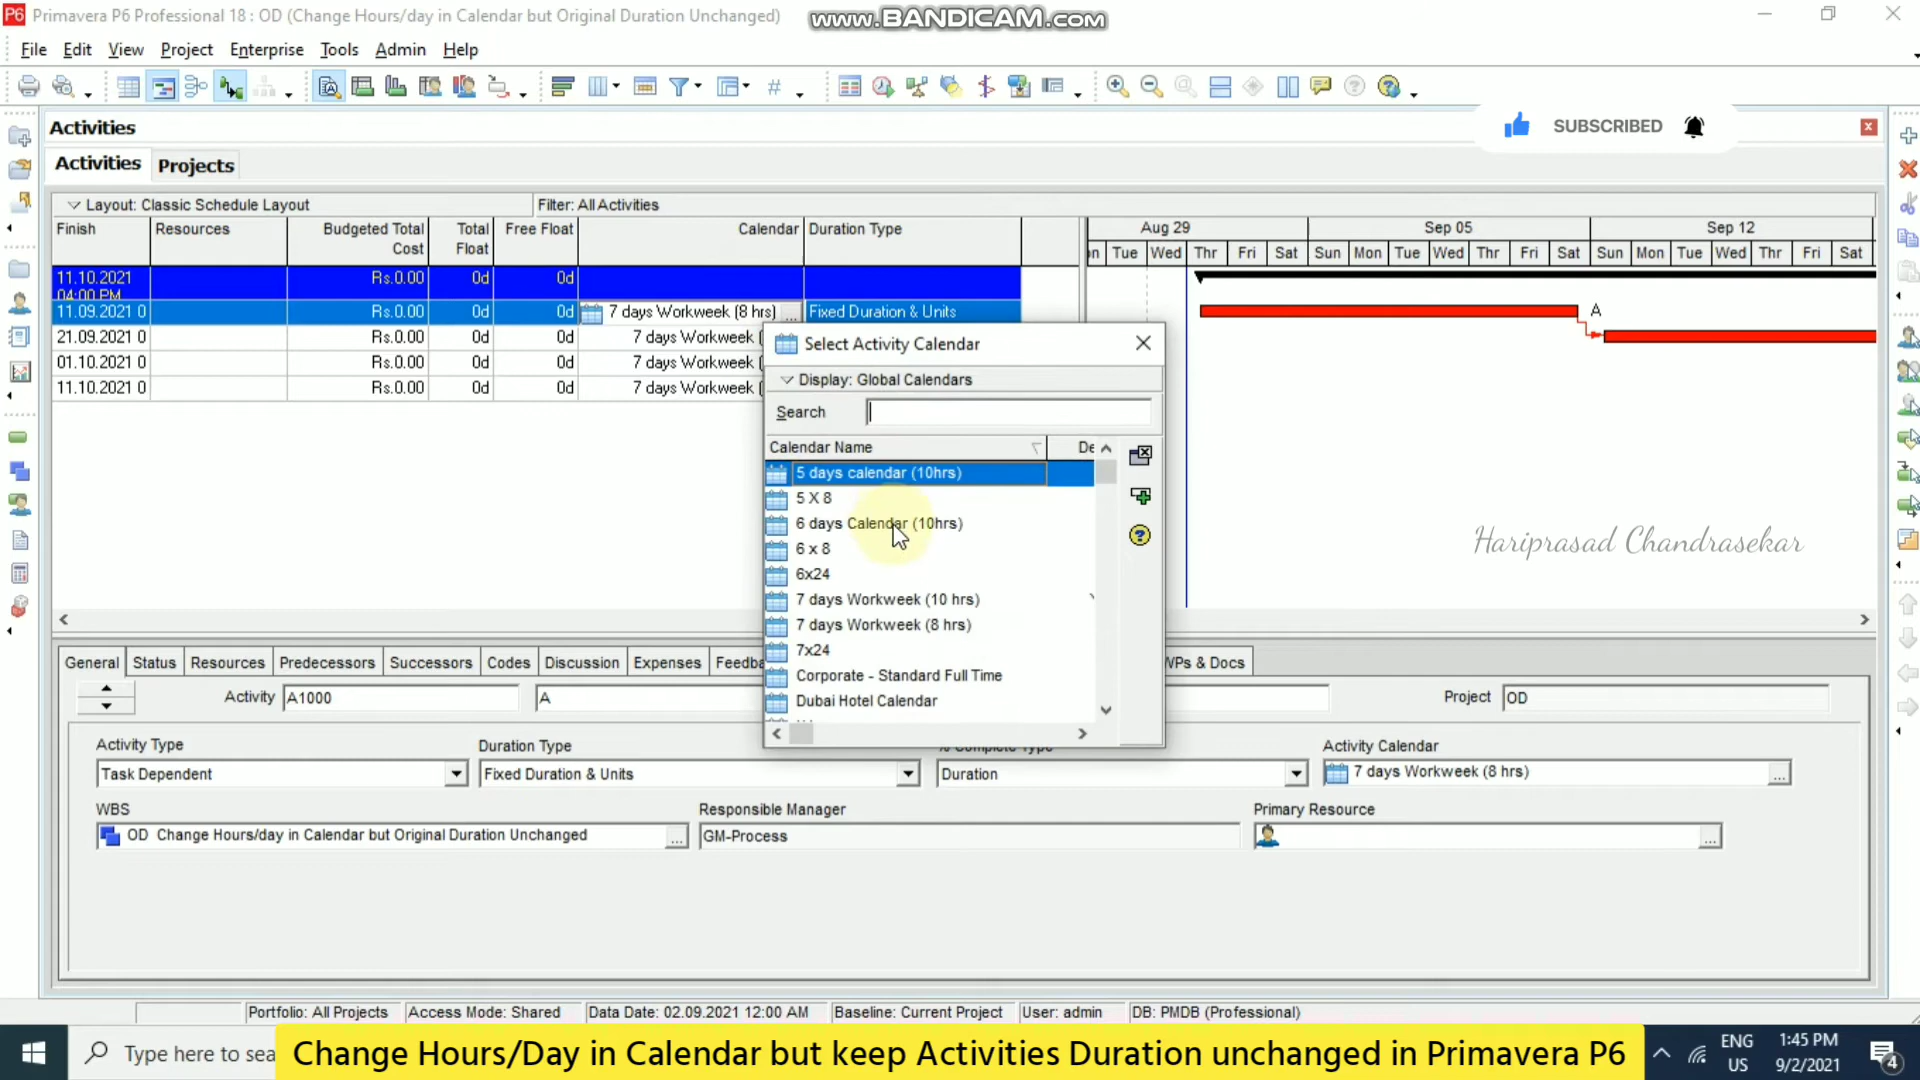 P6 Primavera P6 Professional 18 : OD (Change Hours/day in Calendar but Original Duration Unchanged)
www.BANDICAM.com
File Edit View Project Enterprise Tools Admin Help
Activities
SUBSCRIBED
Activities Projects
Layout: Classic Schedule Layout Filter: All Activities
Finish Resources Budgeted Total Cost Total Float Free Float Calendar Duration Type
Aug 29 Sep 05 Sep 12
Tue Wed Thr Fri Sat Sun Mon Tue Wed Thr Fri Sat Sun Mon Tue Wed Thr Fri Sat
11.10.2021 04:00 PM Rs.0.00 0d 0d
11.09.2021 0 Rs.0.00 0d 0d 7 days Workweek (8 hrs) ... Fixed Duration & Units A
21.09.2021 0 Rs.0.00 0d 0d 7 days Workweek (
01.10.2021 0 Rs.0.00 0d 0d 7 days Workweek (
11.10.2021 0 Rs.0.00 0d 0d 7 days Workweek (
Select Activity Calendar
Display: Global Calendars
Search
Calendar Name De
5 days calendar (10hrs)
5 X 8
6 days Calendar (10hrs)
6 x 8
6x24
7 days Workweek (10 hrs)
7 days Workweek (8 hrs)
7x24
Corporate - Standard Full Time
Dubai Hotel Calendar
Hariprasad Chandrasekar
General Status Resources Predecessors Successors Codes Discussion Expenses Feedba WPs & Docs
Activity A1000 A Project OD
Activity Type Duration Type % Complete Type Activity Calendar
Task Dependent Fixed Duration & Units Duration 7 days Workweek (8 hrs) ...
WBS Responsible Manager Primary Resource
OD Change Hours/day in Calendar but Original Duration Unchanged ... GM-Process ...
Portfolio: All Projects Access Mode: Shared Data Date: 02.09.2021 12:00 AM Baseline: Current Project User: admin DB: PMDB (Professional)
Type here to sea
Change Hours/Day in Calendar but keep Activities Duration unchanged in Primavera P6
ENG US
1:45 PM
9/2/2021
4